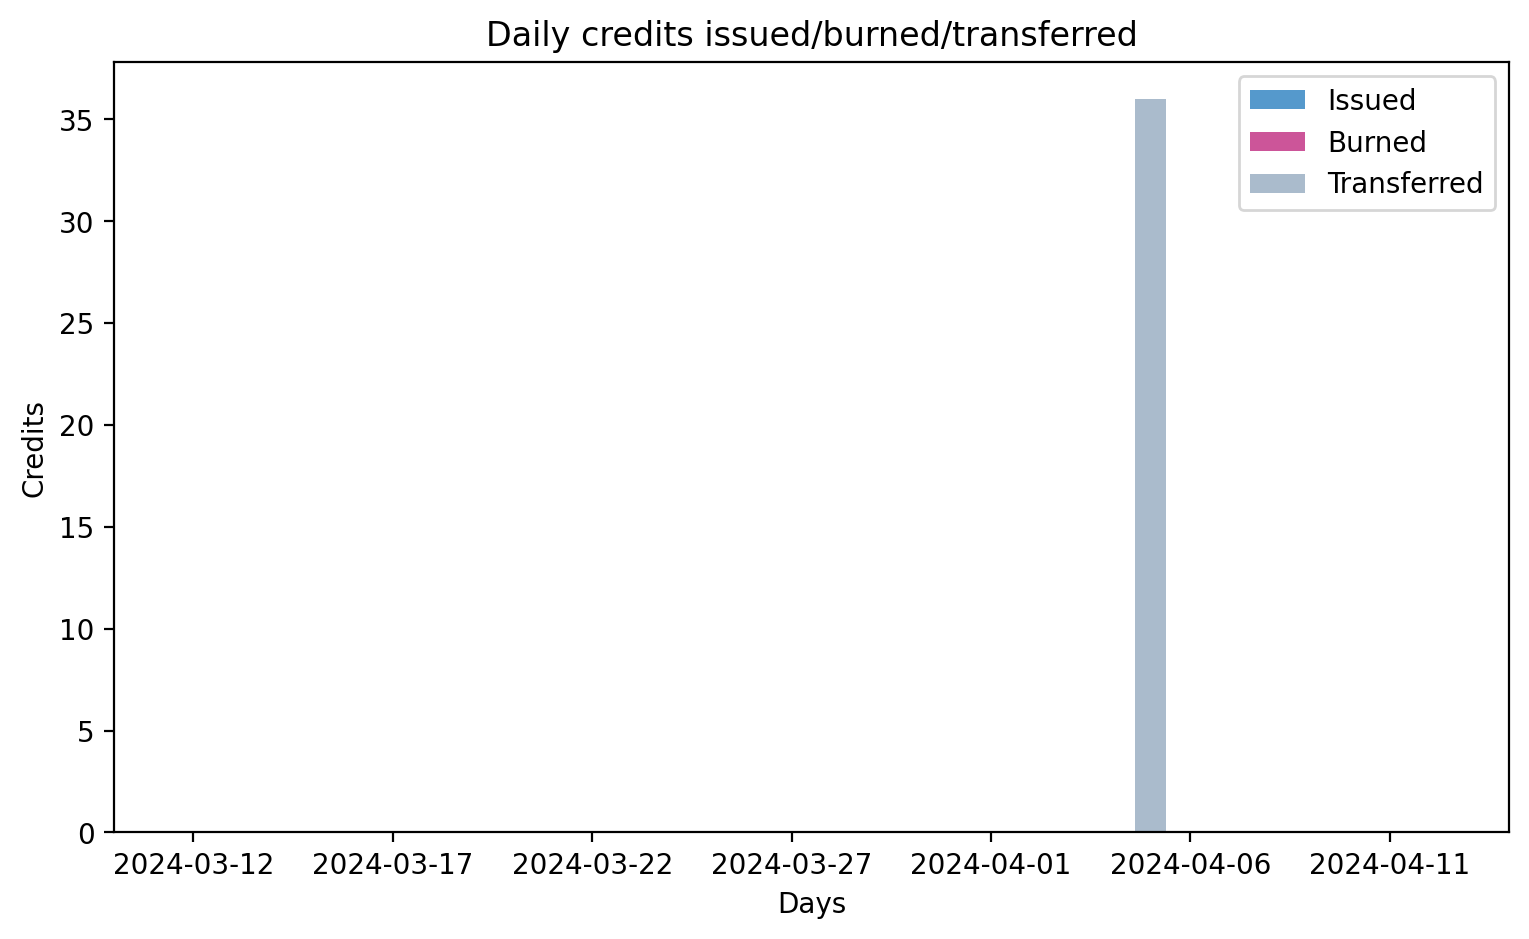 Daily credits issued/burned/transferred
Issued
Burned
Transferred
35
30
25
20
15
10
5
0
Credits
2024-03-12 2024-03-17 2024-03-22 2024-03-27 2024-04-01 2024-04-06 2024-04-11
Days